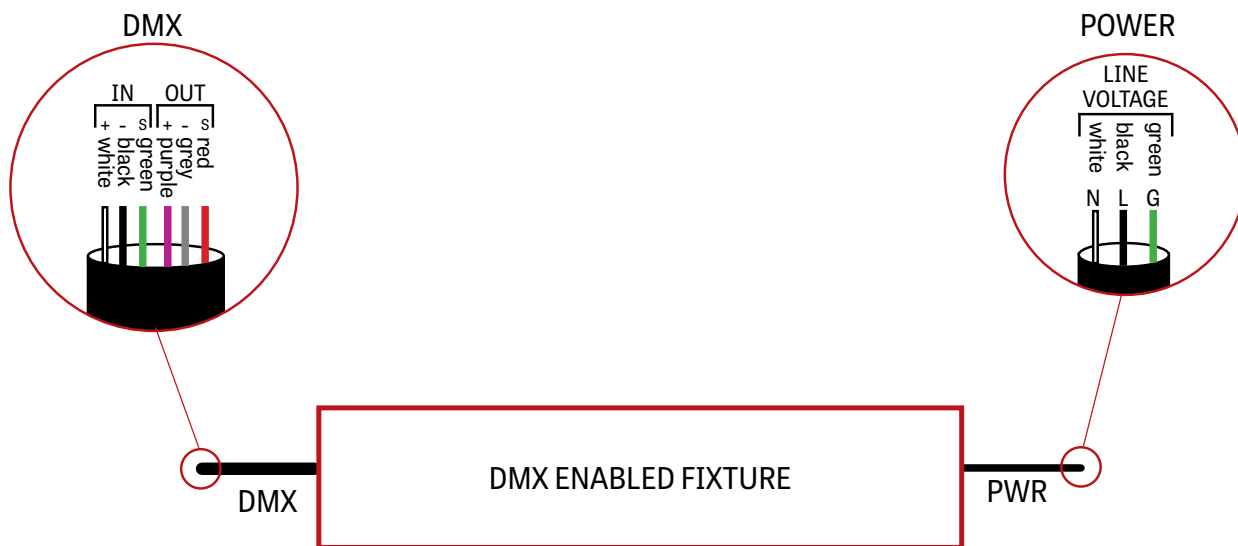 DMX
IN OUT
+ - S + - S
white black green purple grey red
POWER
LINE
VOLTAGE
white black green
N L G
DMX ENABLED FIXTURE
DMX
PWR